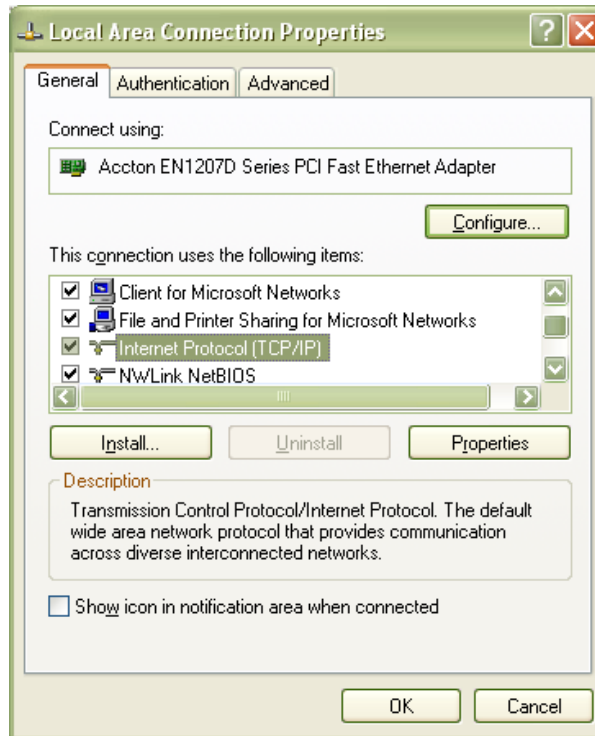 Local Area Connection Properties
General Authentication Advanced
Connect using:
Accton EN1207D Series PCI Fast Ethernet Adapter
Configure...
This connection uses the following items:
Client for Microsoft Networks
File and Printer Sharing for Microsoft Networks
Internet Protocol (TCP/IP)
NWLink NetBIOS
Install... Uninstall Properties
Description
Transmission Control Protocol/Internet Protocol. The default
wide area network protocol that provides communication
across diverse interconnected networks.
Show icon in notification area when connected
OK Cancel